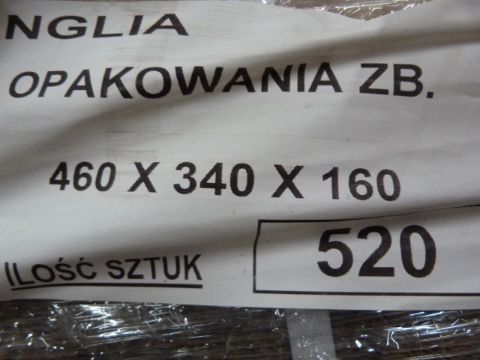 NGLIA
OPAKOWANIA ZB.
460 X 340 X 160
ILOŚĆ SZTUK 520